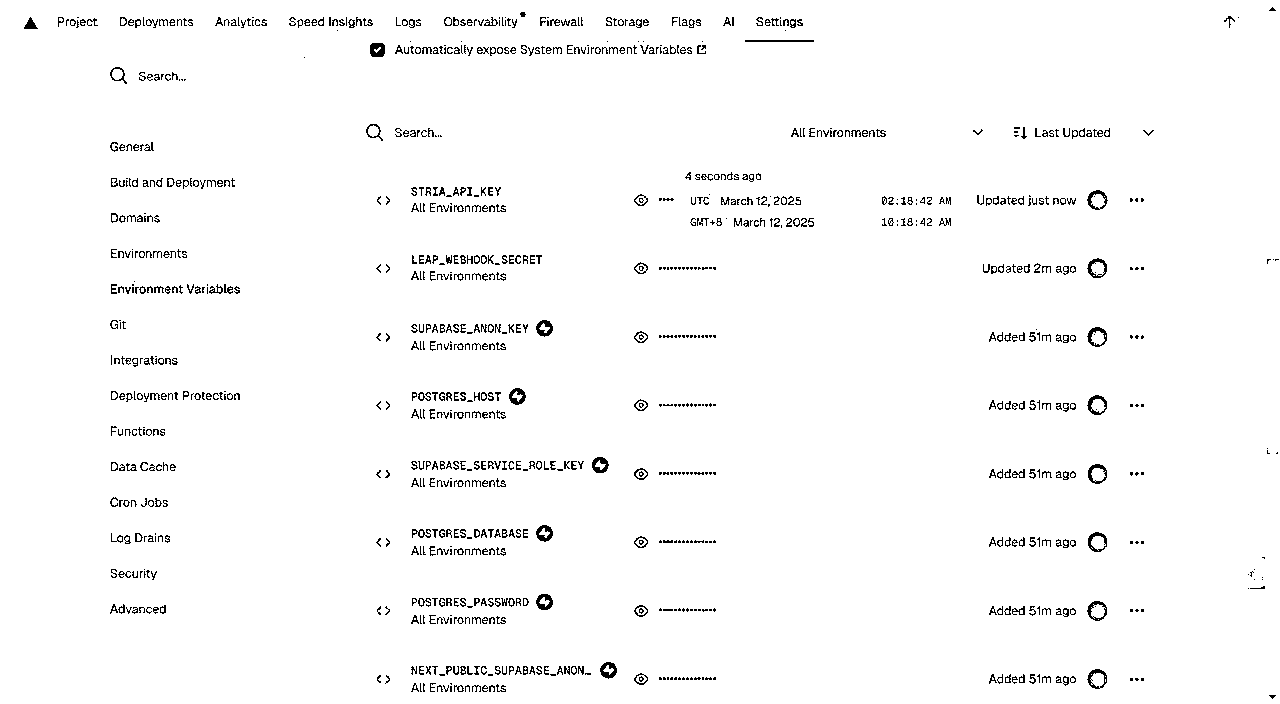 Project Deployments Analytics Speed Insights Logs Observability Firewall Storage Flags AI Settings
Automatically expose System Environment Variables
Search...
Search...
All Environments
Last Updated
General
Build and Deployment
Domains
Environments
Environment Variables
Git
Integrations
Deployment Protection
Functions
Data Cache
Cron Jobs
Log Drains
Security
Advanced
STRIA_API_KEY
All Environments
4 seconds ago
UTC March 12, 2025 02:18:42 AM
GMT+8 March 12, 2025 10:18:42 AM
Updated just now
LEAP_WEBHOOK_SECRET
All Environments
Updated 2m ago
SUPABASE_ANON_KEY
All Environments
Added 51m ago
POSTGRES_HOST
All Environments
Added 51m ago
SUPABASE_SERVICE_ROLE_KEY
All Environments
Added 51m ago
POSTGRES_DATABASE
All Environments
Added 51m ago
POSTGRES_PASSWORD
All Environments
Added 51m ago
NEXT_PUBLIC_SUPABASE_ANON_…
All Environments
Added 51m ago